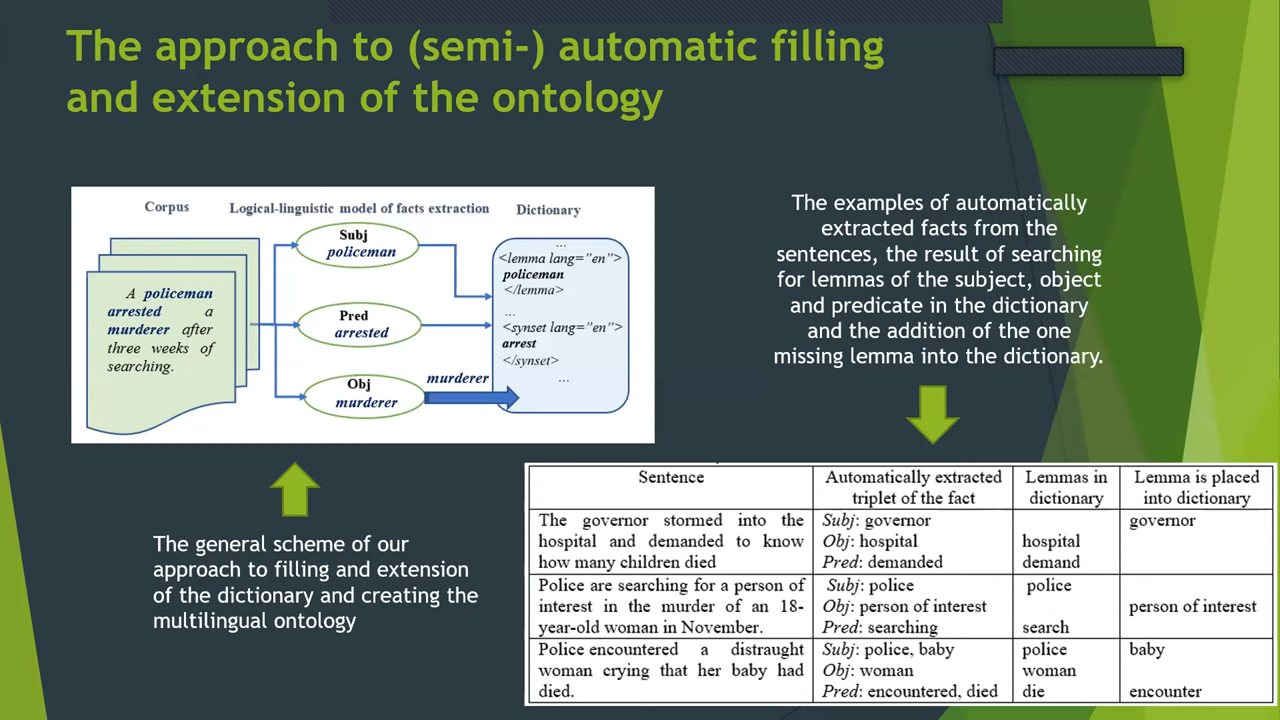 The approach to (semi-) automatic filling
and extension of the ontology
Corpus
Logical-linguistic model of facts extraction
Dictionary
A policeman
arrested a
murderer after
three weeks of
searching.
Subj
policeman
Pred
arrested
Obj
murderer
murderer
...
<lemma lang=”en”>
policeman
</lemma>
...
<synset lang=”en”>
arrest
</synset>
...
The general scheme of our
approach to filling and extension
of the dictionary and creating the
multilingual ontology
The examples of automatically
extracted facts from the
sentences, the result of searching
for lemmas of the subject, object
and predicate in the dictionary
and the addition of the one
missing lemma into the dictionary.
Sentence
Automatically extracted
triplet of the fact
Lemmas in
dictionary
Lemma is placed
into dictionary
The governor stormed into the
hospital and demanded to know
how many children died
Subj: governor
Obj: hospital
Pred: demanded
hospital
demand
governor
Police are searching for a person of
interest in the murder of an 18-
year-old woman in November.
Subj: police
Obj: person of interest
Pred: searching
police
search
person of interest
Police encountered a distraught
woman crying that her baby had
died.
Subj: police, baby
Obj: woman
Pred: encountered, died
police
woman
die
baby
encounter